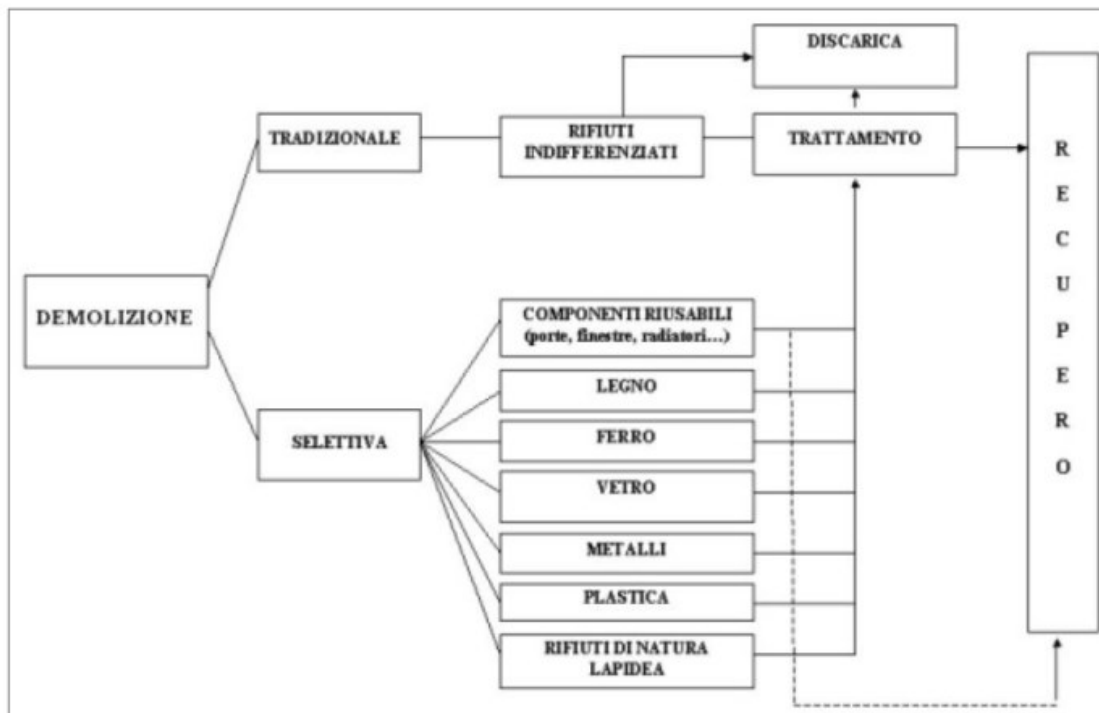 DISCARICA
TRADIZIONALE
RIFIUTI
INDIFFERENZIATI
TRATTAMENTO
DEMOLIZIONE
COMPONENTI RIUSABILI
(porte, finestre, radiatori...)
LEGNO
SELETTIVA
FERRO
VETRO
METALLI
PLASTICA
RIFIUTI DI NATURA
LAPIDEA
R
E
C
U
P
E
R
O